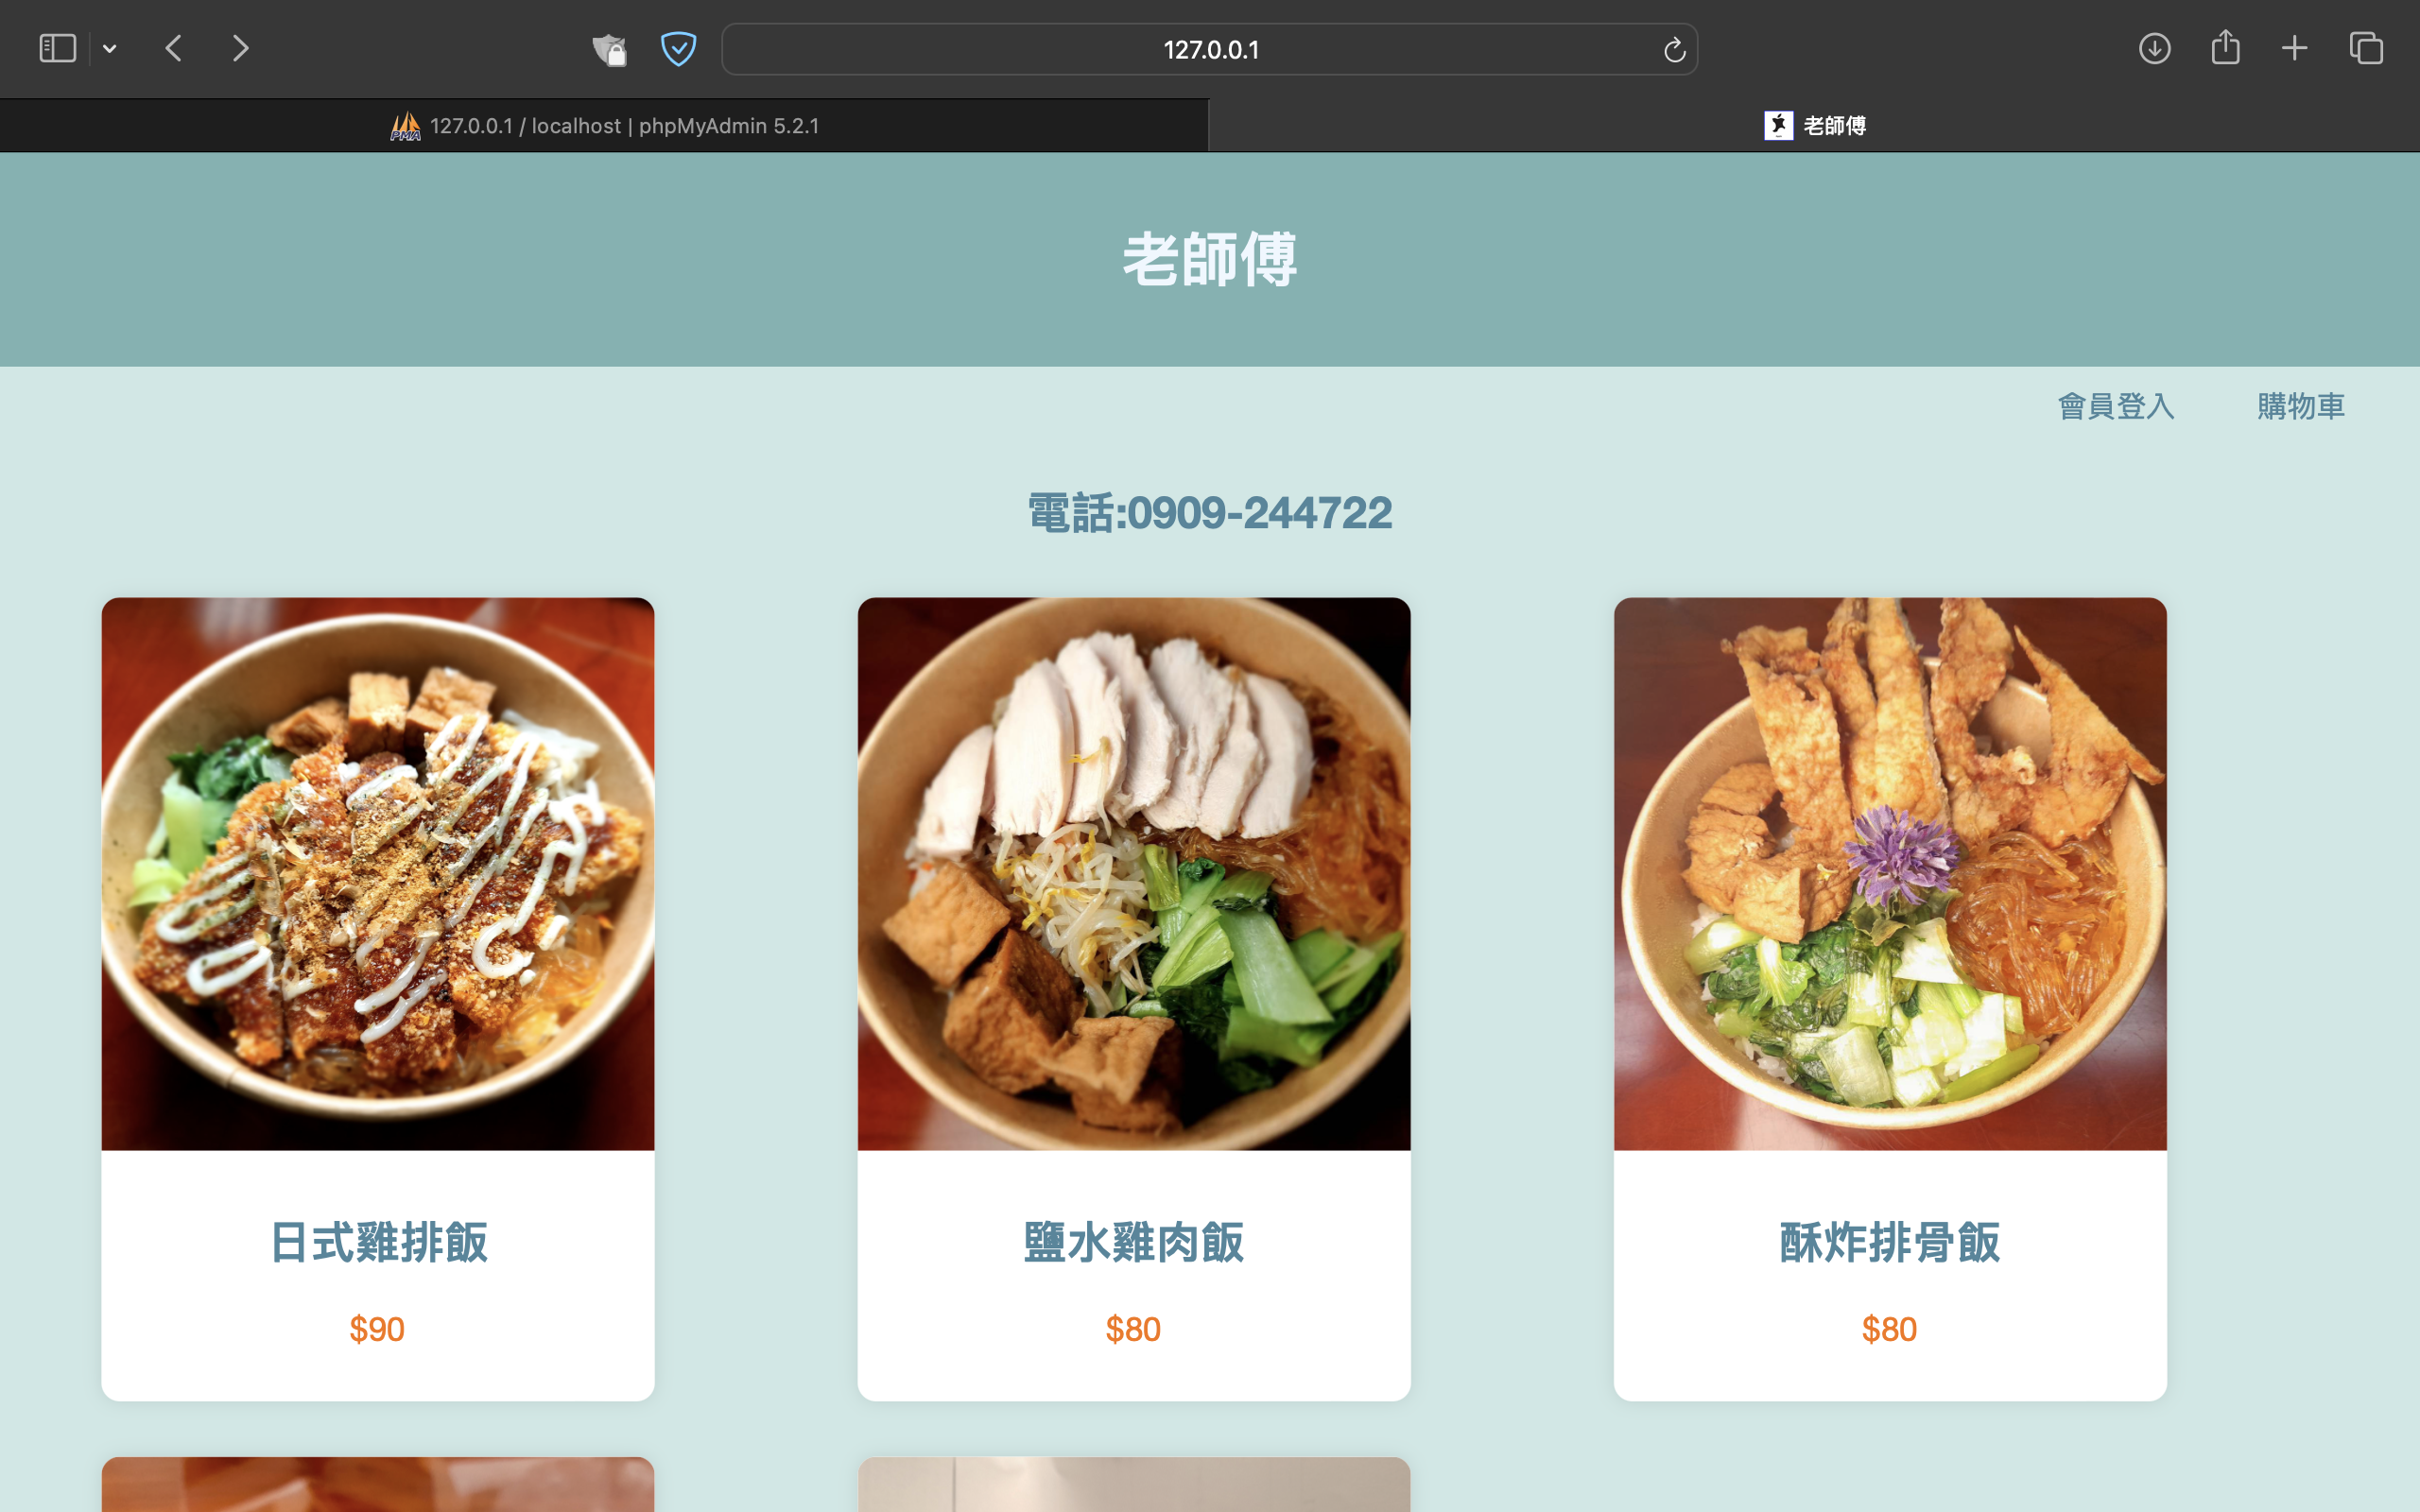 127.0.0.1
127.0.0.1 / localhost | phpMyAdmin 5.2.1
老師傅
老師傅
會員登入 購物車
電話:0909-244722
日式雞排飯 鹽水雞肉飯 酥炸排骨飯
$90 $80 $80